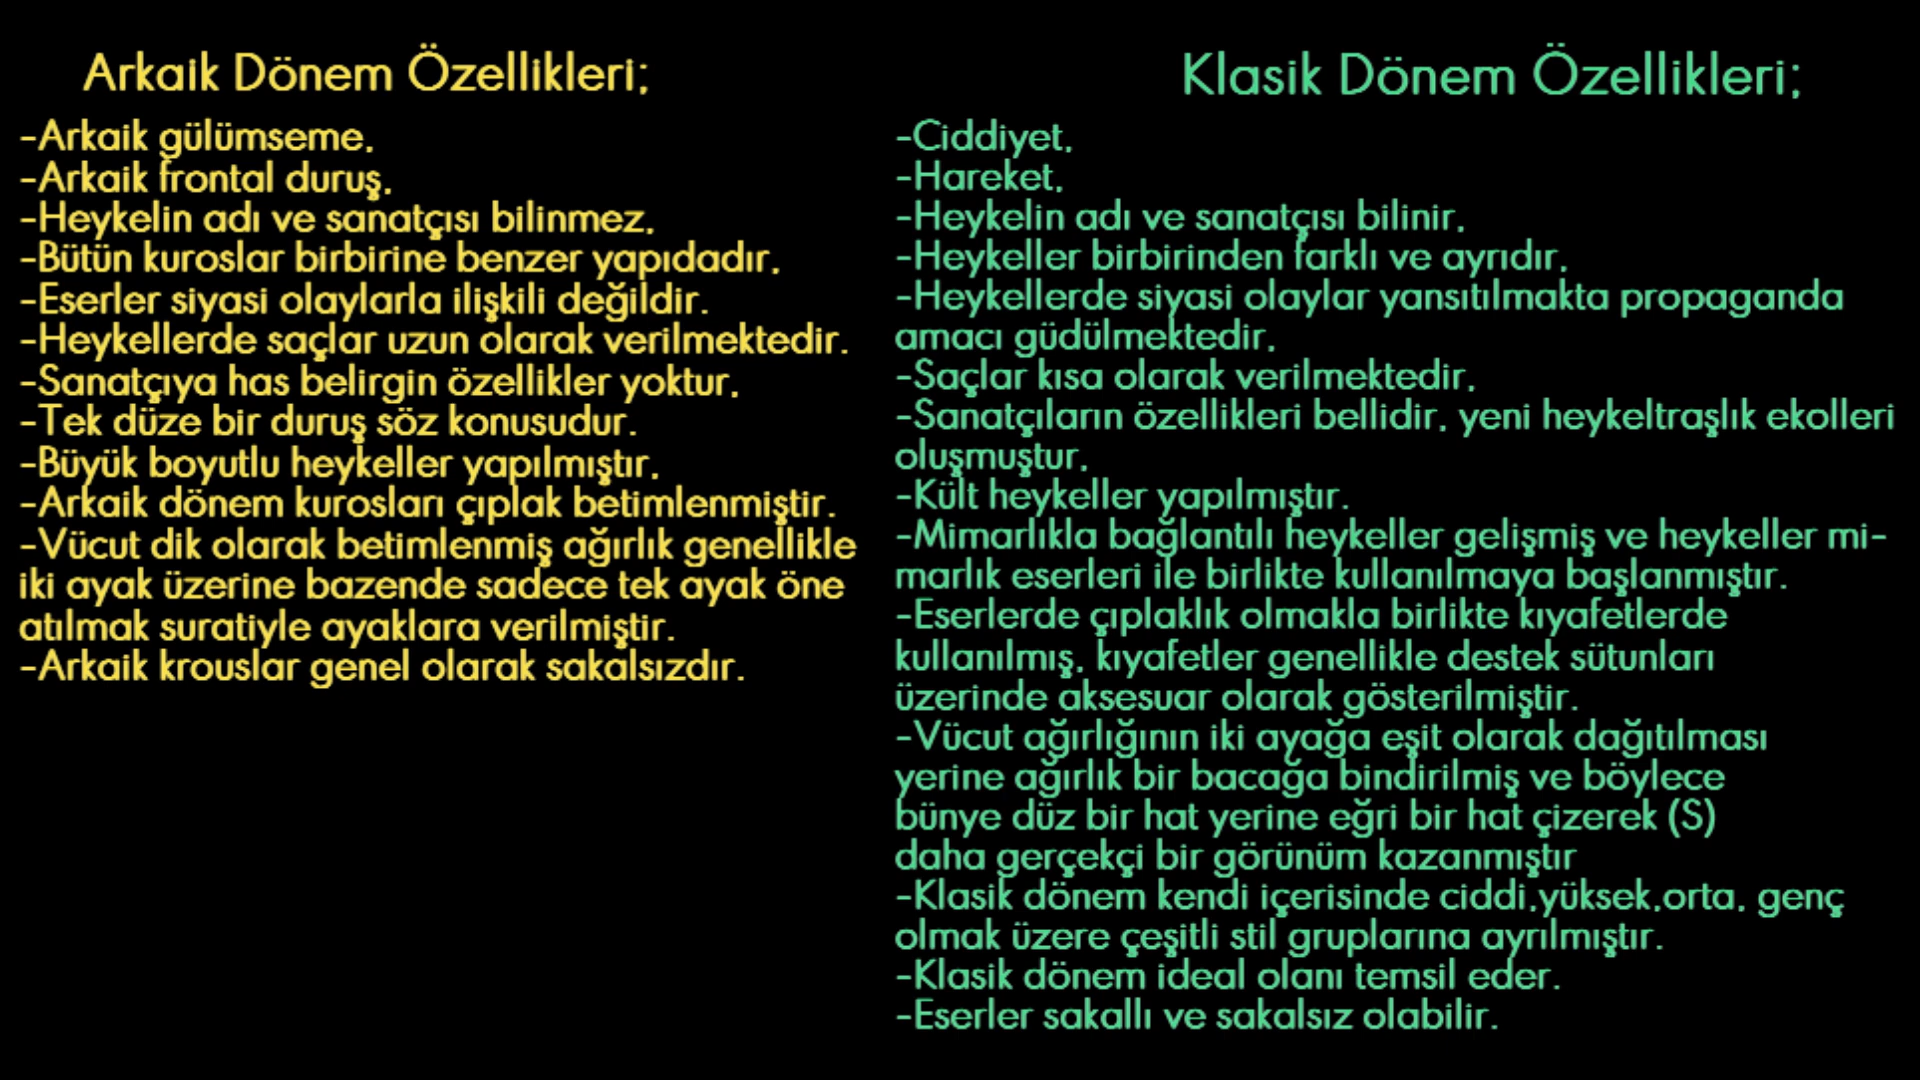 Arkaik Dönem Özellikleri;
-Arkaik gülümseme,
-Arkaik frontal duruş,
-Heykelin adı ve sanatçısı bilinmez,
-Bütün kuroslar birbirine benzer yapıdadır,
-Eserler siyasi olaylarla ilişkili değildir.
-Heykellerde saçlar uzun olarak verilmektedir.
-Sanatçıya has belirgin özellikler yoktur,
-Tek düze bir duruş söz konusudur.
-Büyük boyutlu heykeller yapılmıştır,
-Arkaik dönem kurosları çıplak betimlenmiştir.
-Vücut dik olarak betimlenmiş ağırlık genellikle
iki ayak üzerine bazende sadece tek ayak öne
atılmak suratiyle ayaklara verilmiştir.
-Arkaik krouslar genel olarak sakalsızdır.
Klasik Dönem Özellikleri;
-Ciddiyet,
-Hareket,
-Heykelin adı ve sanatçısı bilinir,
-Heykeller birbirinden farklı ve ayrıdır,
-Heykellerde siyasi olaylar yansıtılmakta propaganda
amacı güdülmektedir,
-Saçlar kısa olarak verilmektedir,
-Sanatçıların özellikleri bellidir, yeni heykeltraşlık ekolleri
oluşmuştur,
-Kült heykeller yapılmıştır.
-Mimarlıkla bağlantılı heykeller gelişmiş ve heykeller mi-
marlık eserleri ile birlikte kullanılmaya başlanmıştır.
-Eserlerde çıplaklık olmakla birlikte kıyafetlerde
kullanılmış, kıyafetler genellikle destek sütunları
üzerinde aksesuar olarak gösterilmiştir.
-Vücut ağırlığının iki ayağa eşit olarak dağıtılması
yerine ağırlık bir bacağa bindirilmiş ve böylece
bünye düz bir hat yerine eğri bir hat çizerek (S)
daha gerçekçi bir görünüm kazanmıştır
-Klasik dönem kendi içerisinde ciddi,yüksek,orta, genç
olmak üzere çeşitli stil gruplarına ayrılmıştır.
-Klasik dönem ideal olanı temsil eder.
-Eserler sakallı ve sakalsız olabilir.